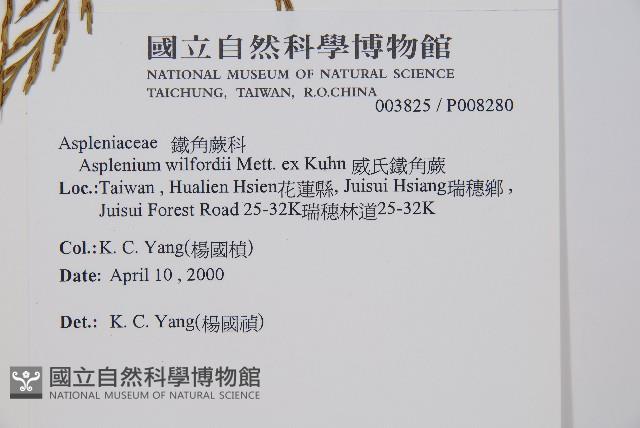 國立自然科學博物館
NATIONAL MUSEUM OF NATURAL SCIENCE
TAICHUNG, TAIWAN, R.O.CHINA
003825 / P008280
Aspleniaceae 鐵角蕨科
Asplenium wilfordii Mett. ex Kuhn 威氏鐵角蕨
Loc.:Taiwan , Hualien Hsien花蓮縣, Juisui Hsiang瑞穗鄉 ,
Juisui Forest Road 25-32K瑞穗林道25-32K
Col.: K. C. Yang(楊國楨)
Date: April 10 , 2000
Det.: K. C. Yang(楊國禎)
國立自然科學博物館
NATIONAL MUSEUM OF NATURAL SCIENCE